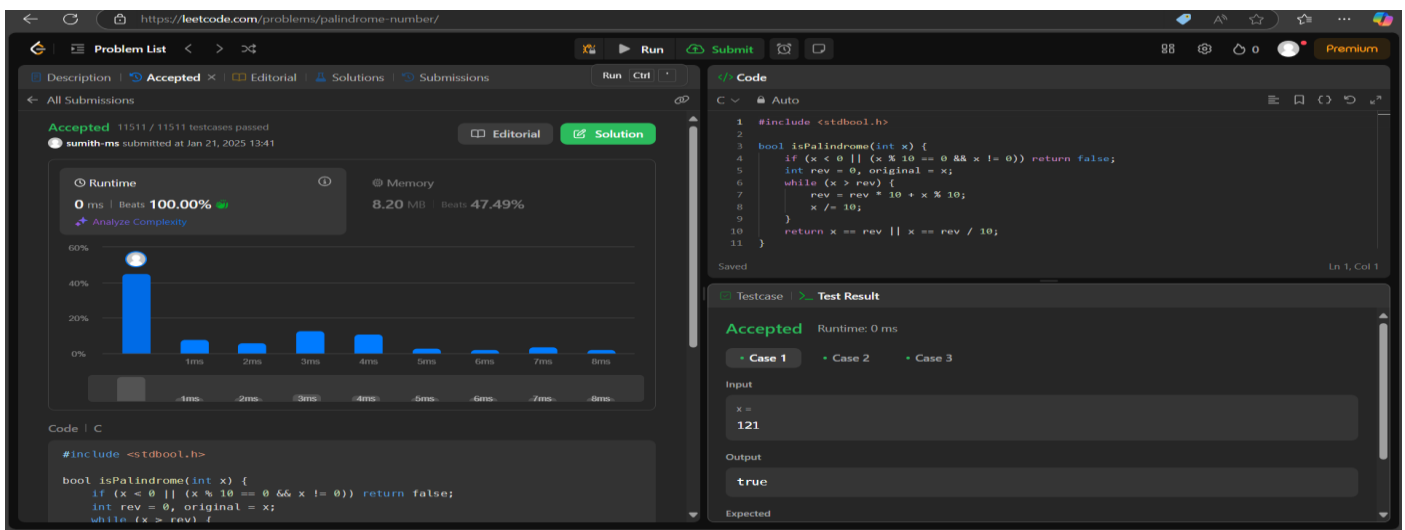 https://leetcode.com/problems/palindrome-number/
Problem List
Run
Submit
0
Premium
Description
Accepted
Editorial
Solutions
Submissions
Run Ctrl '
All Submissions
Accepted 11511 / 11511 testcases passed
sumith-ms submitted at Jan 21, 2025 13:41
Editorial
Solution
Runtime
0 ms Beats 100.00%
Analyze Complexity
Memory
8.20 MB Beats 47.49%
60%
40%
20%
0%
1ms 2ms 3ms 4ms 5ms 6ms 7ms 8ms
1ms 2ms 3ms 4ms 5ms 6ms 7ms 8ms
Code C
#include <stdbool.h>
bool isPalindrome(int x) {
if (x < 0 || (x % 10 == 0 && x != 0)) return false;
int rev = 0, original = x;
while (x > rev) {
</> Code
C Auto
1 #include <stdbool.h>
2
3 bool isPalindrome(int x) {
4 if (x < 0 || (x % 10 == 0 && x != 0)) return false;
5 int rev = 0, original = x;
6 while (x > rev) {
7 rev = rev * 10 + x % 10;
8 x /= 10;
9 }
10 return x == rev || x == rev / 10;
11 }
Saved
Ln 1, Col 1
Testcase
Test Result
Accepted Runtime: 0 ms
Case 1
Case 2
Case 3
Input
x =
121
Output
true
Expected